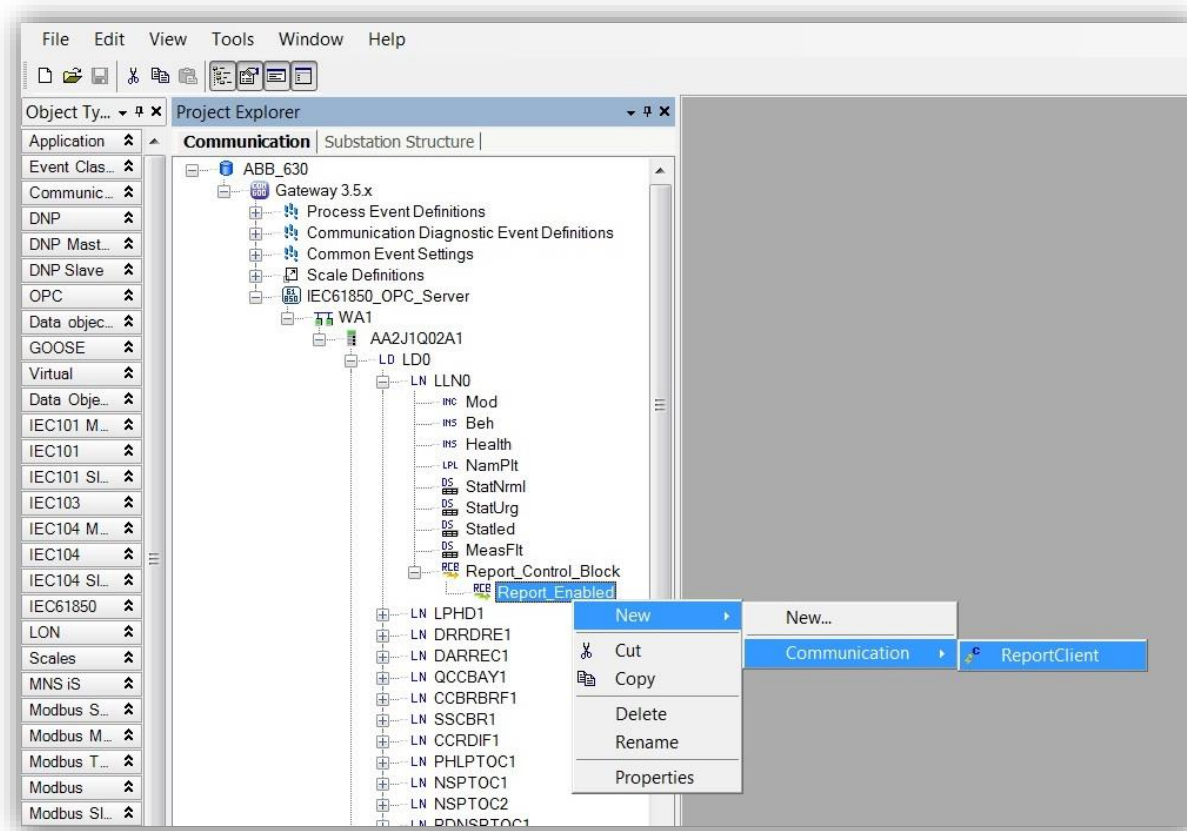 File Edit View Tools Window Help
Object Ty...
Application
Event Clas...
Communic...
DNP
DNP Mast...
DNP Slave
OPC
Data objec...
GOOSE
Virtual
Data Obje...
IEC101 M...
IEC101
IEC101 Sl...
IEC103
IEC104 M...
IEC104
IEC104 Sl...
IEC61850
LON
Scales
MNS iS
Modbus S...
Modbus M...
Modbus T...
Modbus
Modbus Sl...
Project Explorer
Communication Substation Structure
ABB_630
Gateway 3.5.x
Process Event Definitions
Communication Diagnostic Event Definitions
Common Event Settings
Scale Definitions
IEC61850_OPC_Server
WA1
AA2J1Q02A1
LD LD0
LN LLN0
INC Mod
INS Beh
INS Health
LPL NamPlt
DS StatNrml
DS StatUrg
DS Statled
DS MeasFlt
RCB Report_Control_Block
RCB Report_Enabled
LN LPHD1
LN DRRDRE1
LN DARREC1
LN QCCBAY1
LN CCBRBRF1
LN SSCBR1
LN CCRDIF1
LN PHLPTOC1
LN NSPTOC1
LN NSPTOC2
LN PDNSPTOC1
New
Cut
Copy
Delete
Rename
Properties
New...
Communication
ReportClient